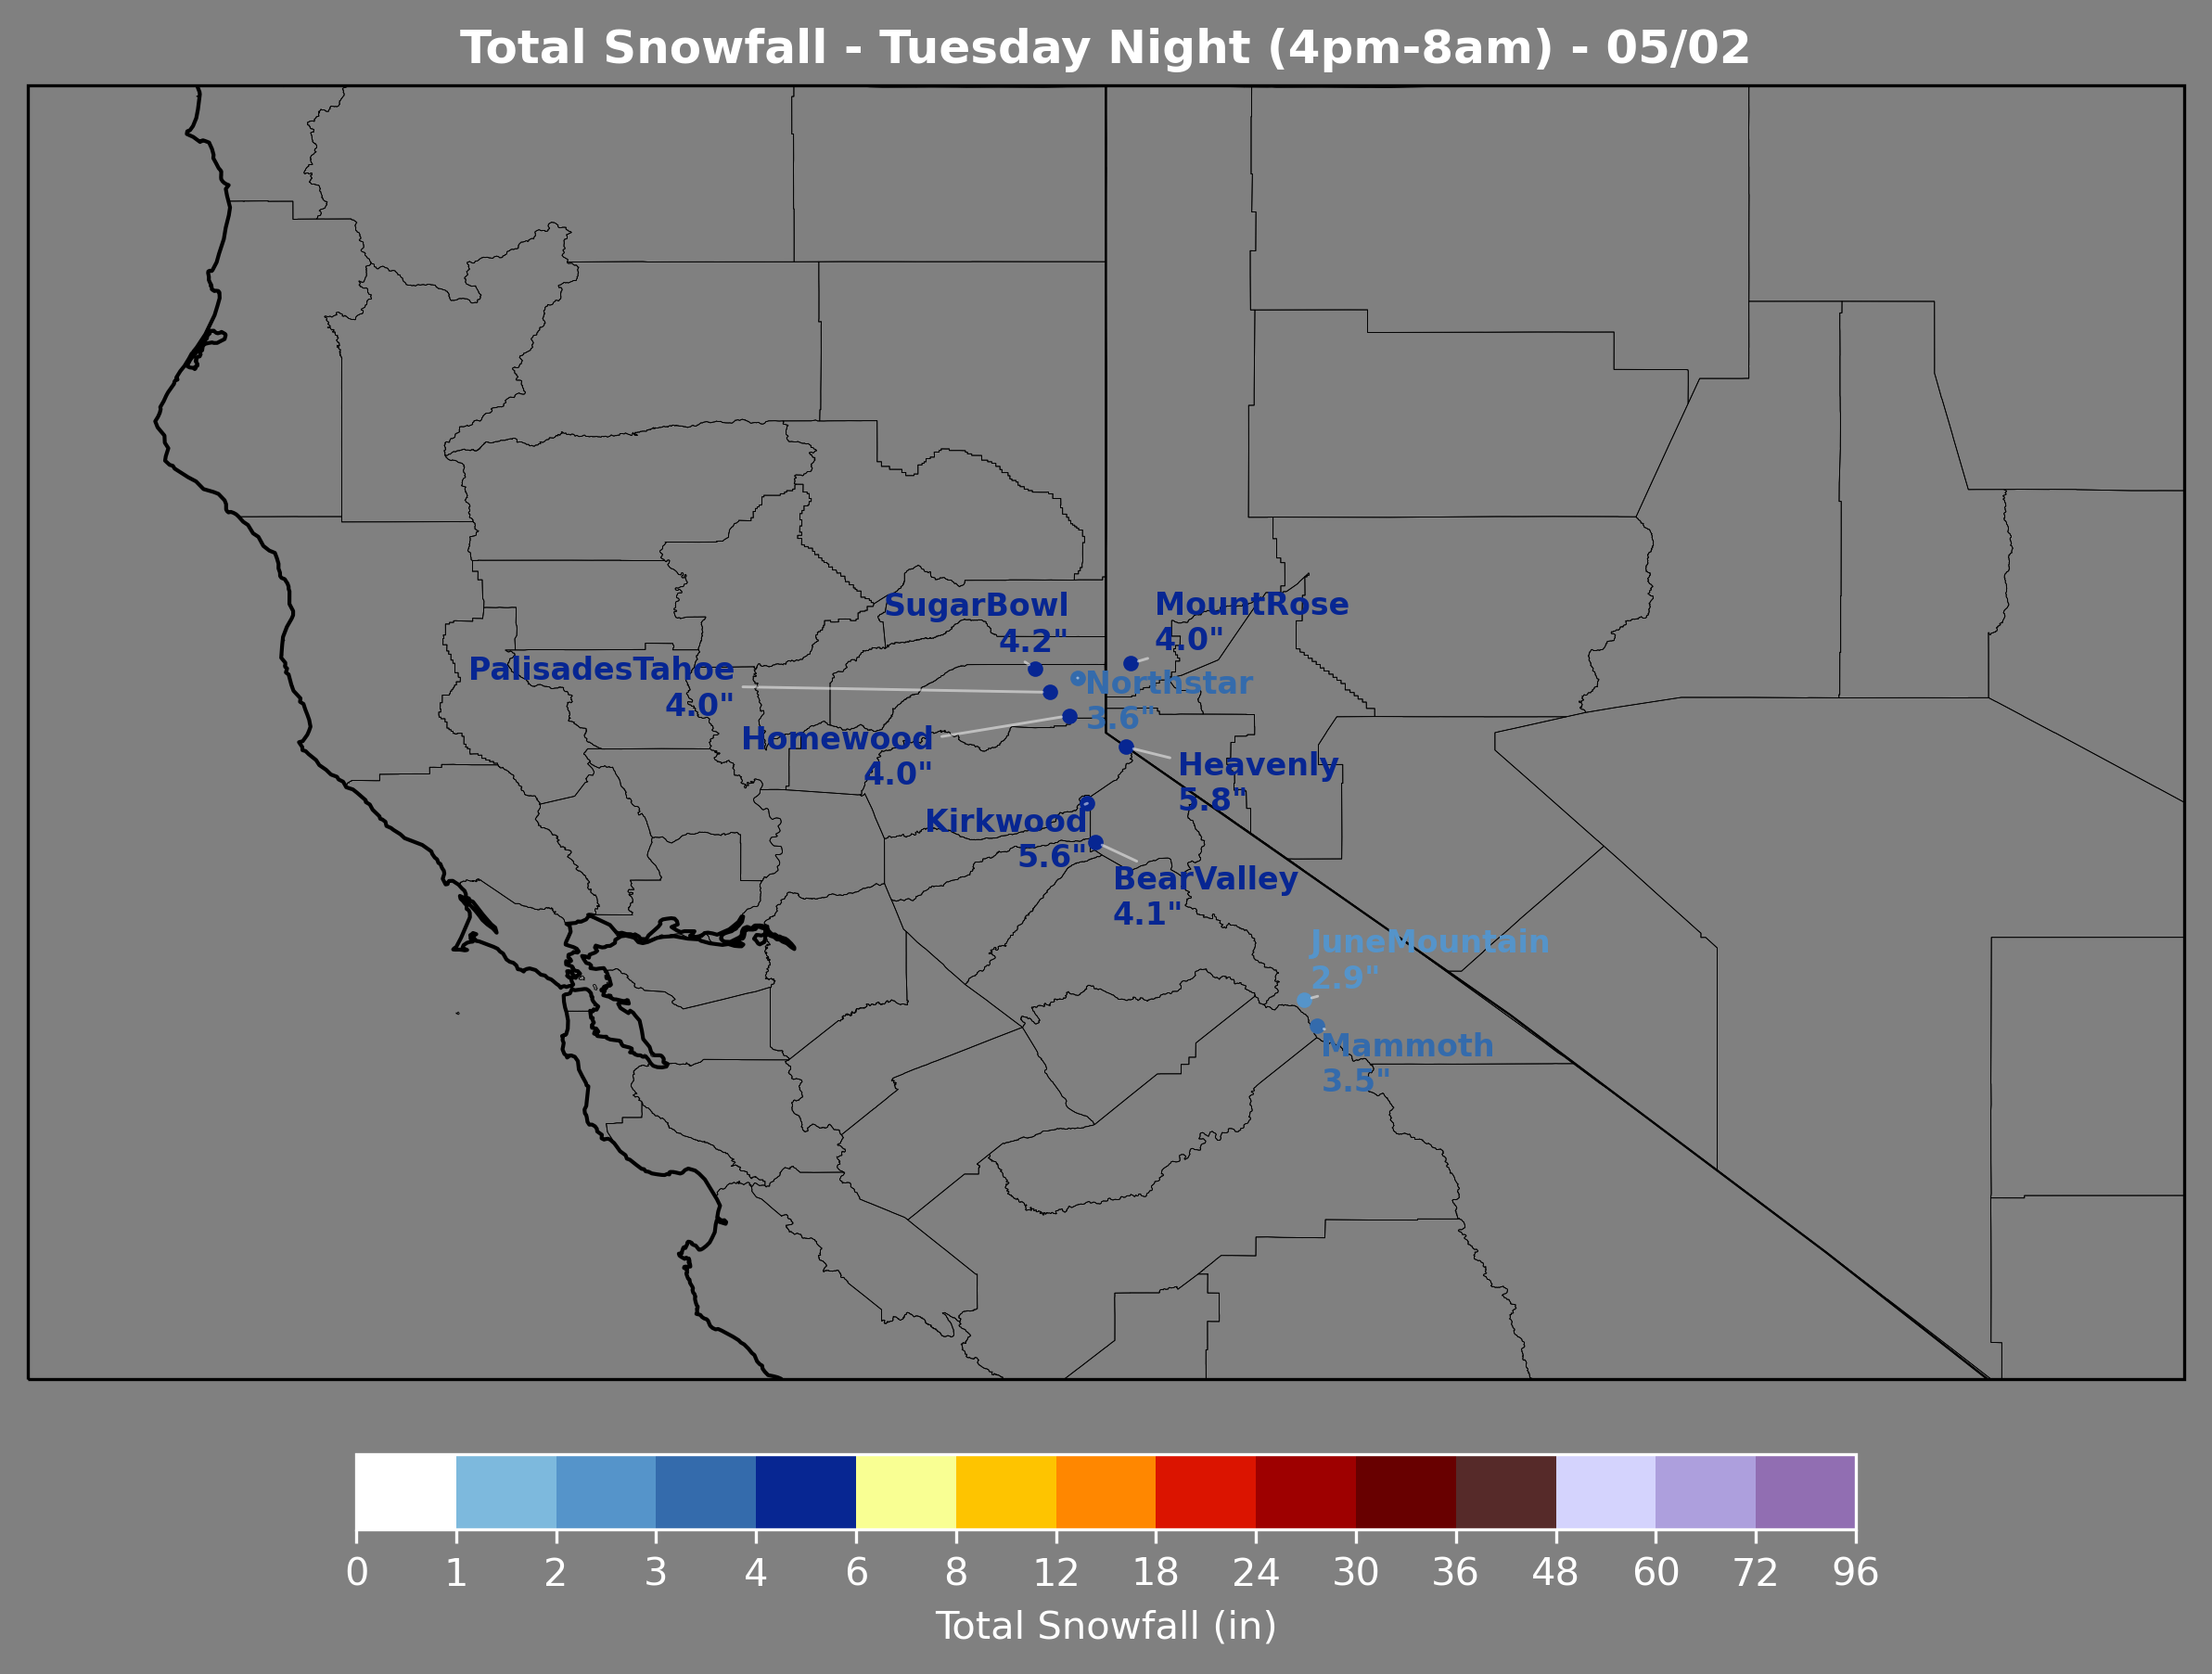 Total Snowfall - Tuesday Night (4pm-8am) - 05/02
SugarBowl
4.2"
MountRose
4.0"
PalisadesTahoe
4.0"
Northstar
3.6"
Homewood
4.0"
Heavenly
5.8"
Kirkwood
5.6"
BearValley
4.1"
JuneMountain
2.9"
Mammoth
3.5"
0 1 2 3 4 6 8 12 18 24 30 36 48 60 72 96
Total Snowfall (in)